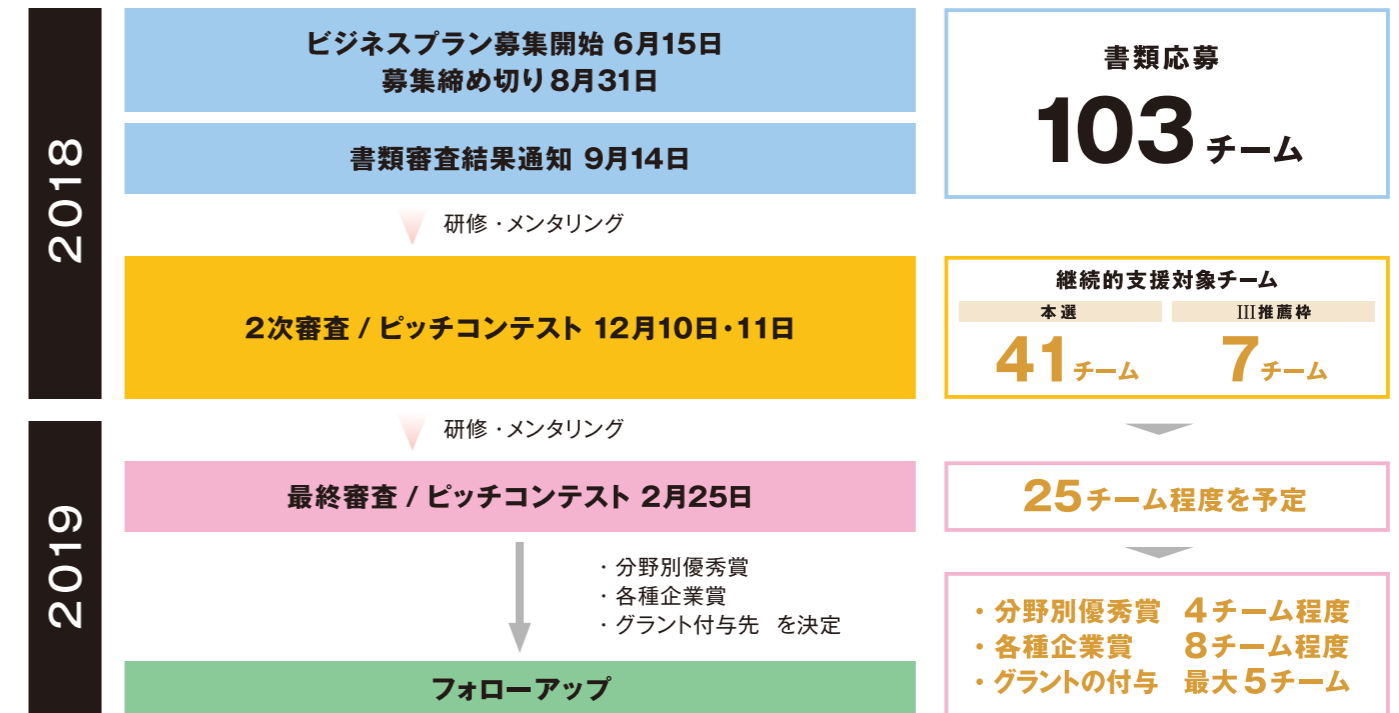 2018
ビジネスプラン募集開始 6月15日
募集締め切り8月31日
書類応募
103チーム
書類審査結果通知 9月14日
研修・メンタリング
2次審査 / ピッチコンテスト 12月10日・11日
継続的支援対象チーム
本選
III推薦枠
41チーム
7チーム
2019
研修・メンタリング
最終審査 / ピッチコンテスト 2月25日
25チーム程度を予定
・分野別優秀賞
・各種企業賞
・グラント付与先 を決定
・分野別優秀賞 4チーム程度
・各種企業賞 8チーム程度
・グラントの付与 最大5チーム
フォローアップ